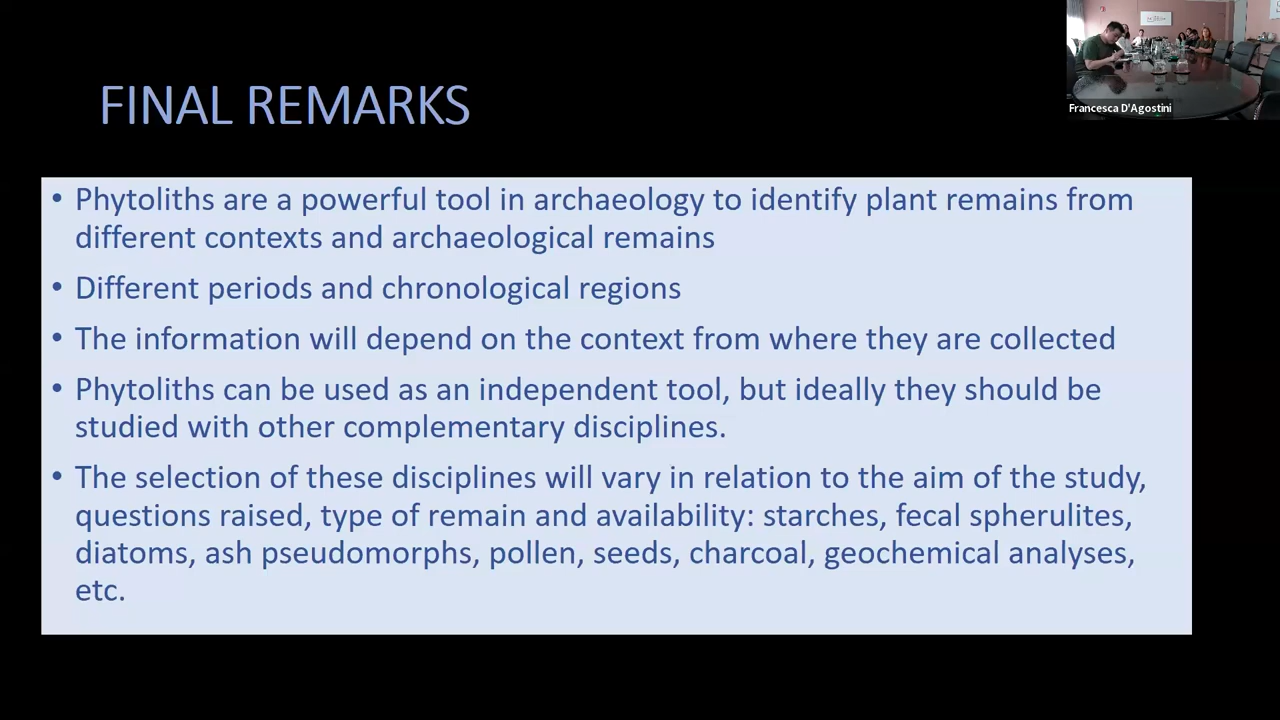 FINAL REMARKS
Francesca D'Agostini
• Phytoliths are a powerful tool in archaeology to identify plant remains from
different contexts and archaeological remains
• Different periods and chronological regions
• The information will depend on the context from where they are collected
• Phytoliths can be used as an independent tool, but ideally they should be
studied with other complementary disciplines.
• The selection of these disciplines will vary in relation to the aim of the study,
questions raised, type of remain and availability: starches, fecal spherulites,
diatoms, ash pseudomorphs, pollen, seeds, charcoal, geochemical analyses,
etc.